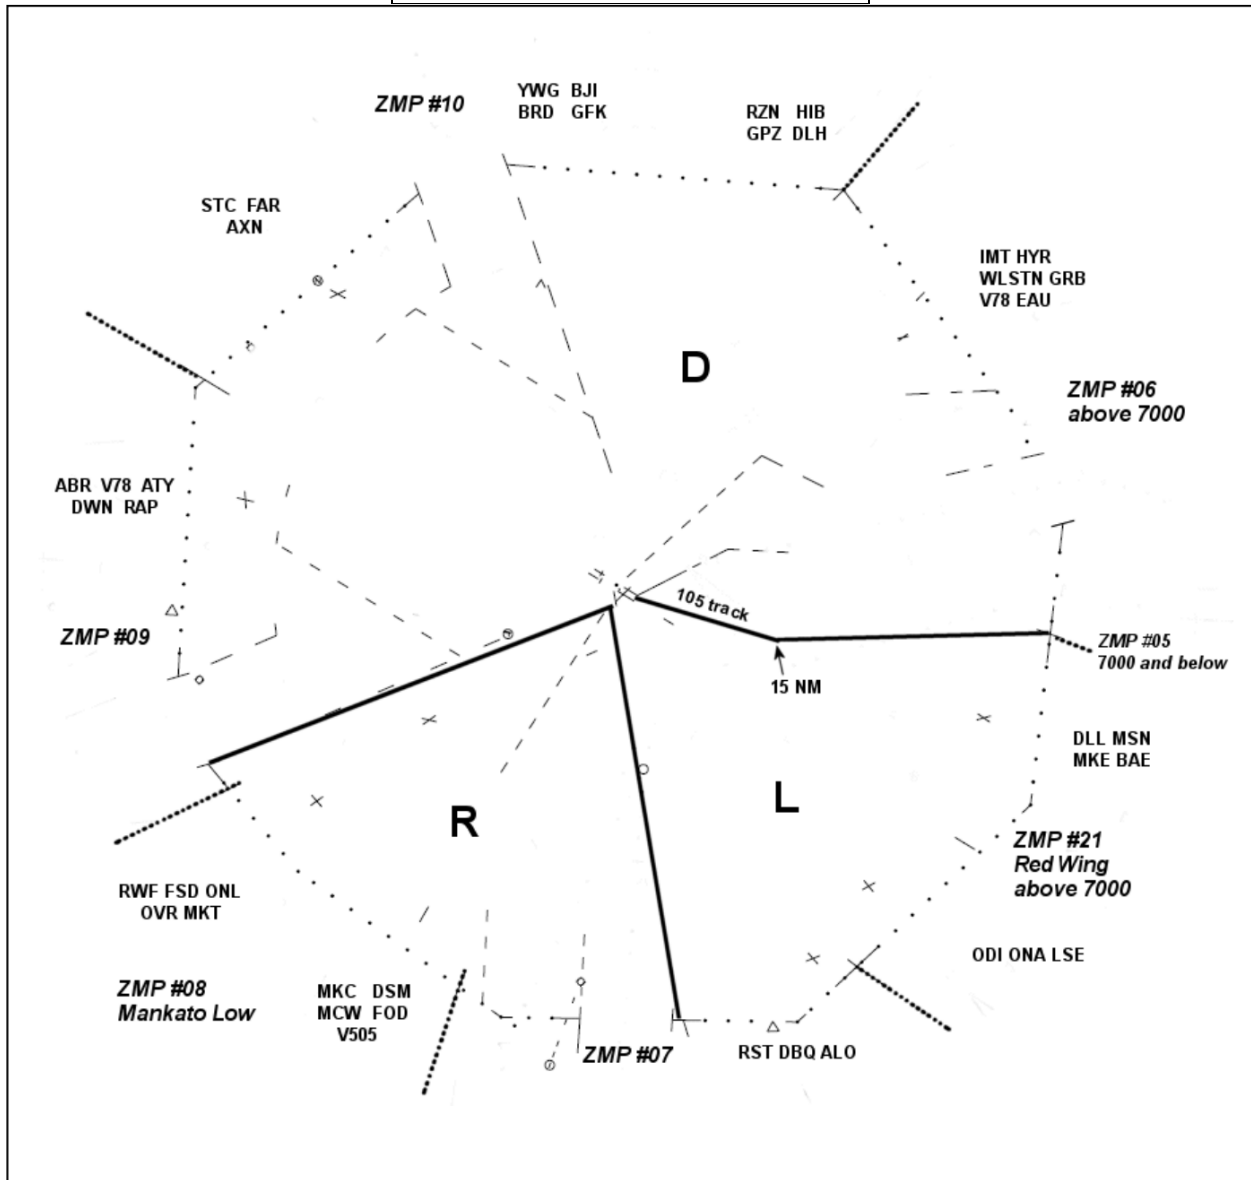 ZMP #10
YWG BJI
BRD GFK
RZN HIB
GPZ DLH
STC FAR
AXN
IMT HYR
WLSTN GRB
V78 EAU
D
ZMP #06
above 7000
ABR V78 ATY
DWN RAP
105 track
ZMP #09
ZMP #05
7000 and below
15 NM
DLL MSN
MKE BAE
L
R
ZMP #21
Red Wing
above 7000
RWF FSD ONL
OVR MKT
ODI ONA LSE
ZMP #08
Mankato Low
MKC DSM
MCW FOD
V505
ZMP #07
RST DBQ ALO